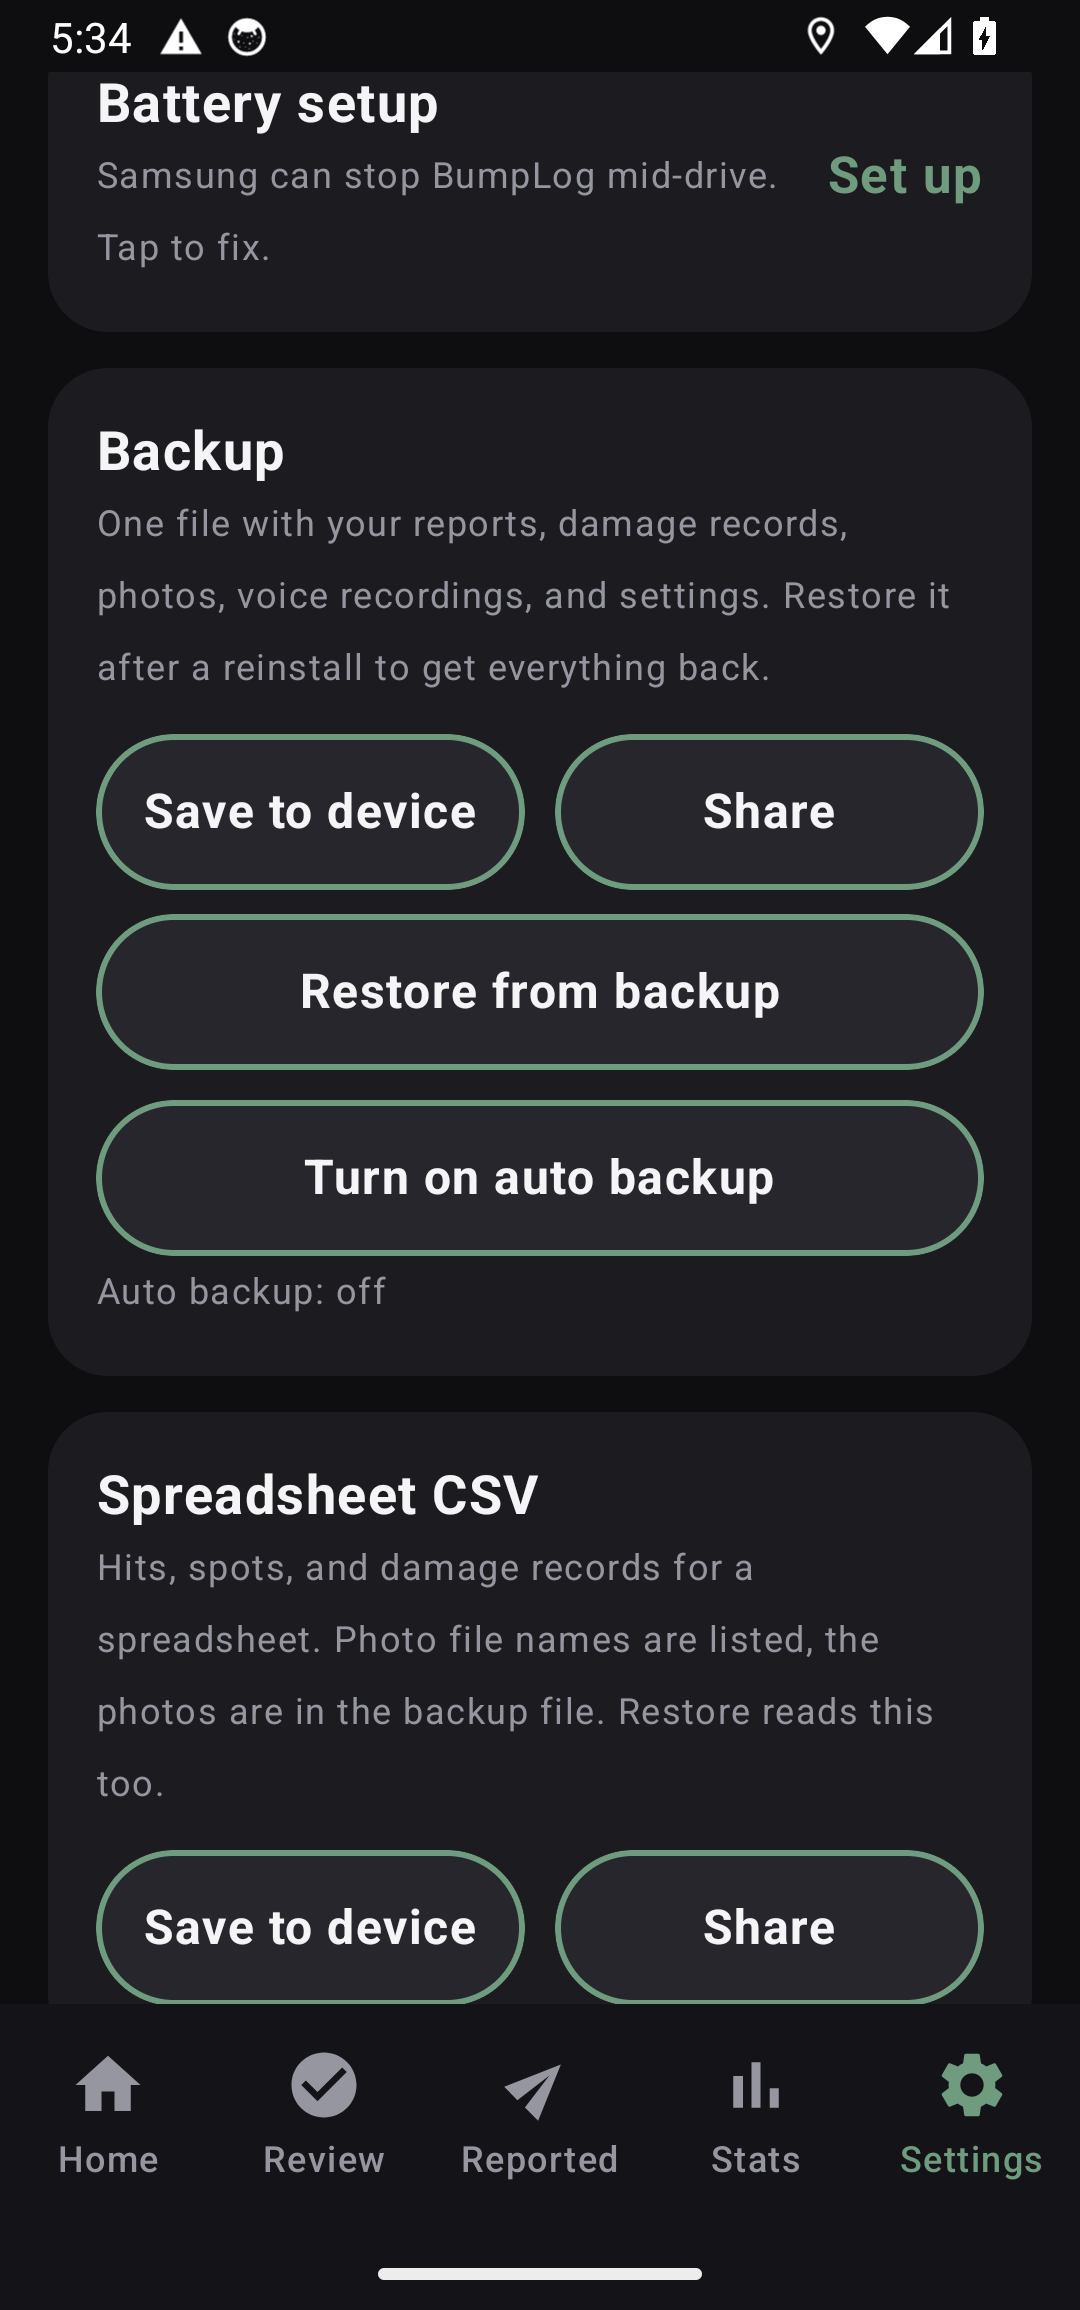 5:34
Battery setup
Samsung can stop BumpLog mid-drive.
Tap to fix.
Set up
Backup
One file with your reports, damage records,
photos, voice recordings, and settings. Restore it
after a reinstall to get everything back.
Save to device
Share
Restore from backup
Turn on auto backup
Auto backup: off
Spreadsheet CSV
Hits, spots, and damage records for a
spreadsheet. Photo file names are listed, the
photos are in the backup file. Restore reads this
too.
Save to device
Share
Home
Review
Reported
Stats
Settings